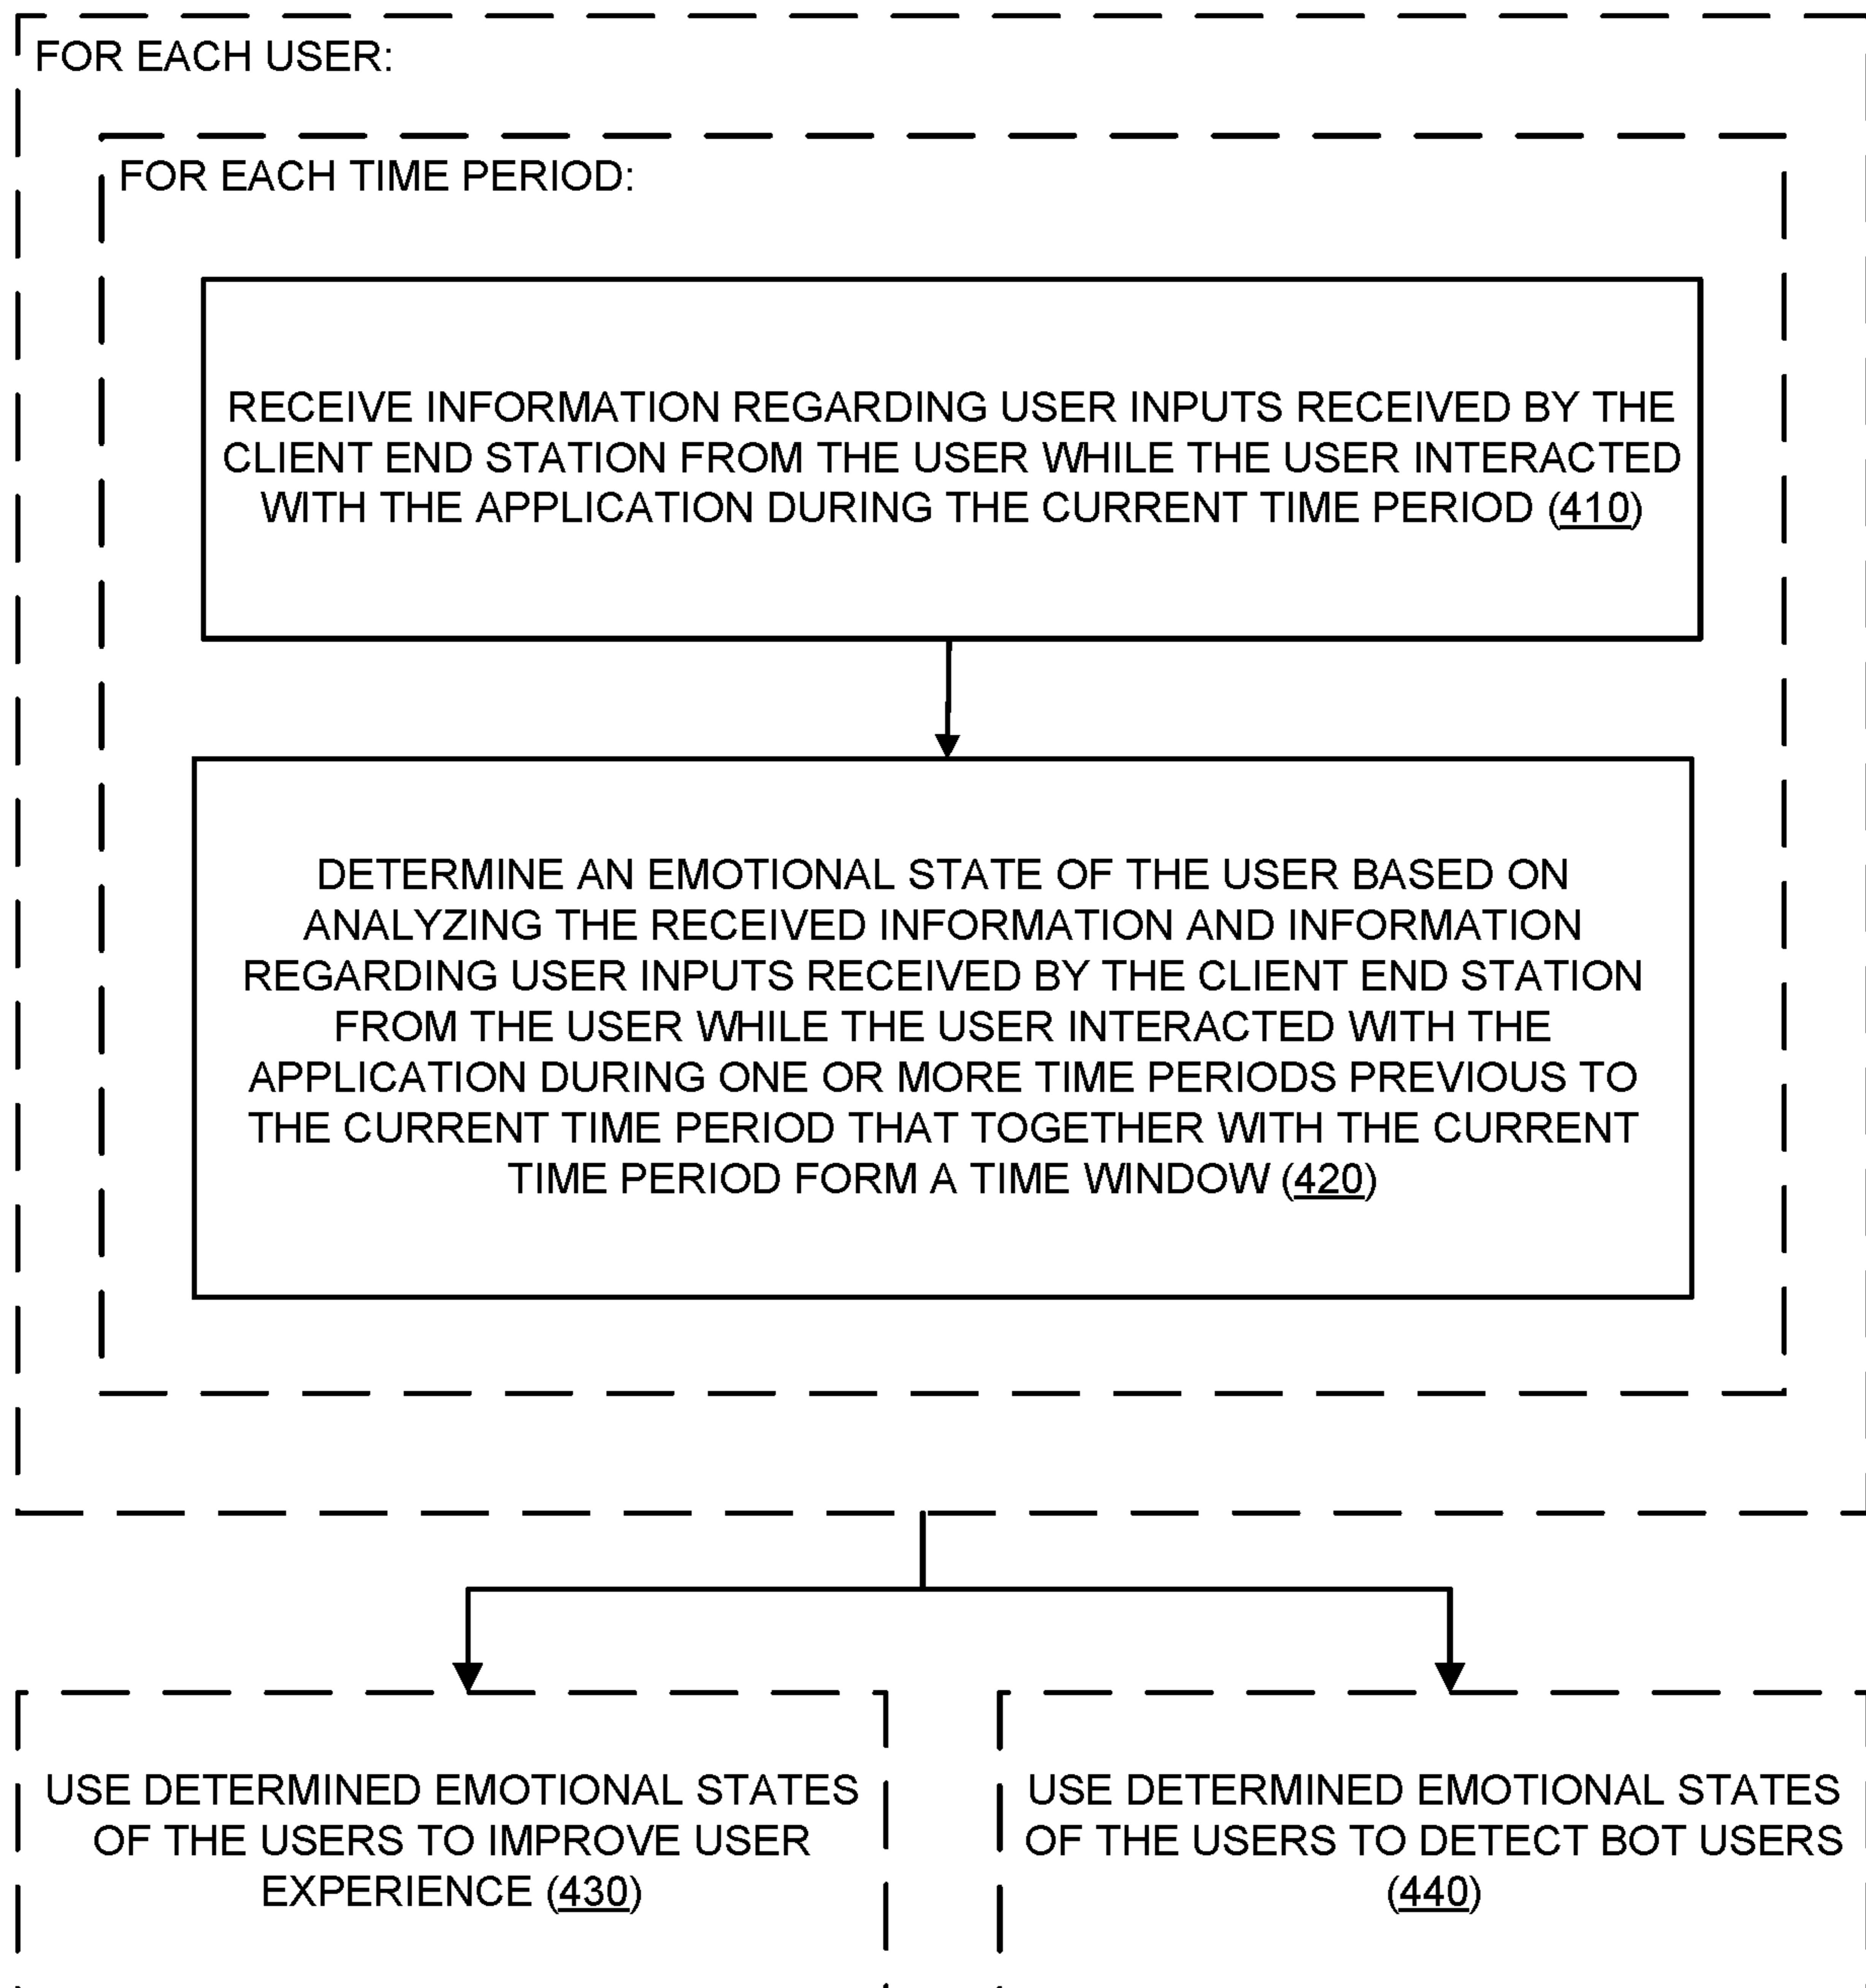 FOR EACH USER:
FOR EACH TIME PERIOD:
RECEIVE INFORMATION REGARDING USER INPUTS RECEIVED BY THE
CLIENT END STATION FROM THE USER WHILE THE USER INTERACTED
WITH THE APPLICATION DURING THE CURRENT TIME PERIOD (410)
DETERMINE AN EMOTIONAL STATE OF THE USER BASED ON
ANALYZING THE RECEIVED INFORMATION AND INFORMATION
REGARDING USER INPUTS RECEIVED BY THE CLIENT END STATION
FROM THE USER WHILE THE USER INTERACTED WITH THE
APPLICATION DURING ONE OR MORE TIME PERIODS PREVIOUS TO
THE CURRENT TIME PERIOD THAT TOGETHER WITH THE CURRENT
TIME PERIOD FORM A TIME WINDOW (420)
USE DETERMINED EMOTIONAL STATES
OF THE USERS TO IMPROVE USER
EXPERIENCE (430)
USE DETERMINED EMOTIONAL STATES
OF THE USERS TO DETECT BOT USERS
(440)